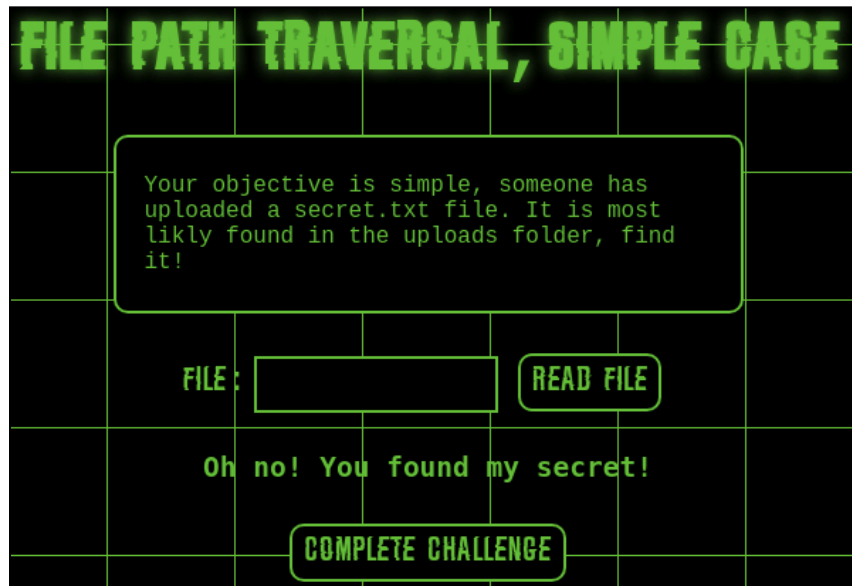 FILE PATH TRAVERSAL, SIMPLE CASE
Your objective is simple, someone has
uploaded a secret.txt file. It is most
likly found in the uploads folder, find
it!
FILE: READ FILE
Oh no! You found my secret!
COMPLETE CHALLENGE